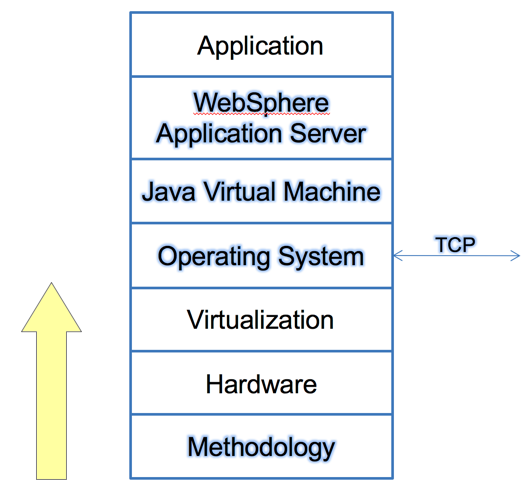 Application
WebSphere
Application Server
Java Virtual Machine
Operating System
TCP
Virtualization
Hardware
Methodology